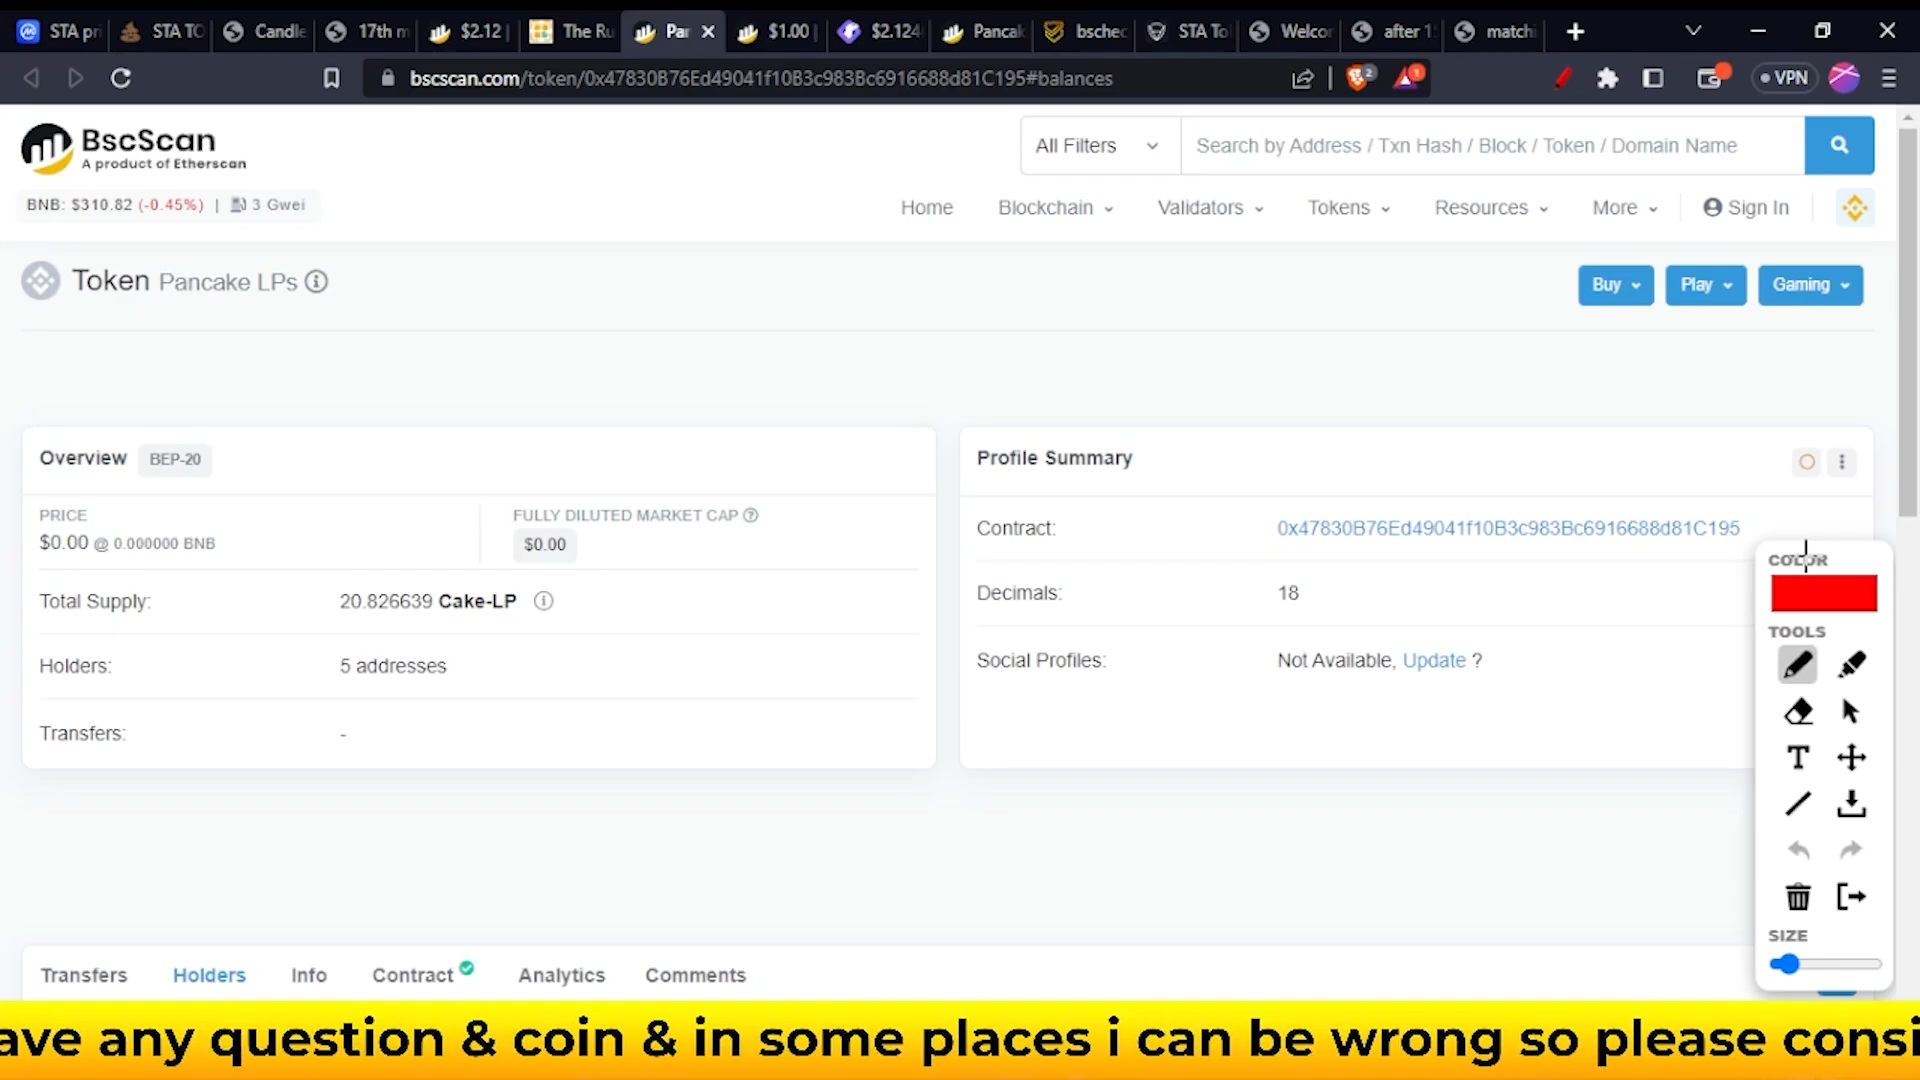 STA pri
STA TO
Candle
17th m
$2.12
The Ru
Par
$1.00
$2.124
Pancak
bschec
STA To
Welcor
after 1
matchi
bscscan.com/token/0x47830B76Ed49041f10B3c983Bc6916688d81C195#balances
2
1
VPN
BscScan
A product of Etherscan
All Filters
Search by Address / Txn Hash / Block / Token / Domain Name
BNB: $310.82 (-0.45%) | 3 Gwei
Home
Blockchain
Validators
Tokens
Resources
More
Sign In
Token Pancake LPs
Buy
Play
Gaming
Overview BEP-20
PRICE
$0.00 @ 0.000000 BNB
FULLY DILUTED MARKET CAP
$0.00
Total Supply: 20.826639 Cake-LP
Holders: 5 addresses
Transfers: -
Profile Summary
Contract: 0x47830B76Ed49041f10B3c983Bc6916688d81C195
Decimals: 18
Social Profiles: Not Available, Update ?
COLOR
TOOLS
T
SIZE
Transfers
Holders
Info
Contract
Analytics
Comments
ave any question & coin & in some places i can be wrong so please consi